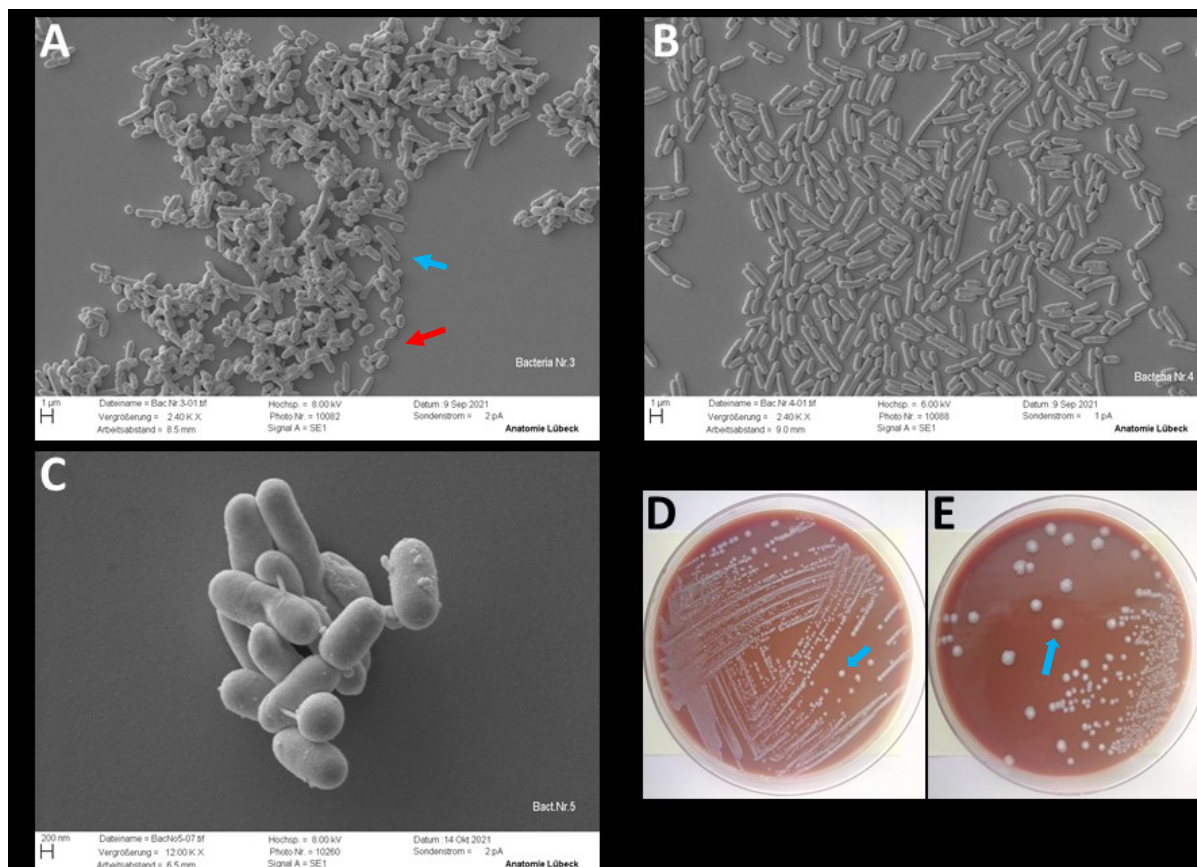 A
Bacteria Nr.3
1 µm
Dateiname = Bac.Nr.3-01.tif
Hochsp. = 8.00 kV
Datum :9 Sep 2021
Vergrößerung = 2.40 K X
Photo Nr. = 10082
Sondenstrom = 2 pA
Arbeitsabstand = 8.5 mm
Signal A = SE1
Anatomie Lübeck
B
Bacteria Nr.4
1 µm
Dateiname = Bac.Nr.4-01.tif
Hochsp. = 6.00 kV
Datum :9 Sep 2021
Vergrößerung = 2.40 K X
Photo Nr. = 10088
Sondenstrom = 1 pA
Arbeitsabstand = 9.0 mm
Signal A = SE1
Anatomie Lübeck
C
Bact.Nr.5
200 nm
Dateiname = BacNo5-07.tif
Hochsp. = 8.00 kV
Datum :14 Okt 2021
Vergrößerung = 12.00 K X
Photo Nr. = 10260
Sondenstrom = 2 pA
Arbeitsabstand = 6.5 mm
Signal A = SE1
Anatomie Lübeck
D
E